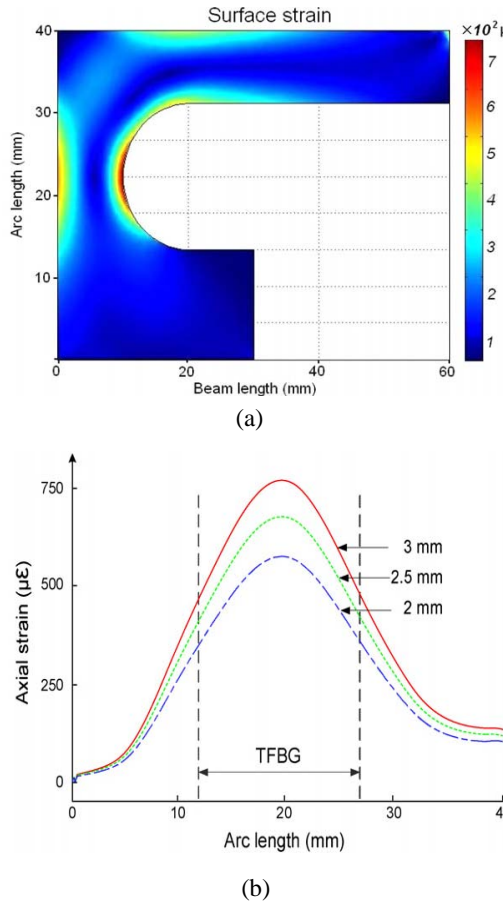 Surface strain
×10² μ
Arc length (mm)
40
30
20
10
0
7
6
5
4
3
2
1
0
20
40
60
Beam length (mm)
(a)
Axial strain (με)
750
500
250
0
3 mm
2.5 mm
2 mm
TFBG
0
10
20
30
Arc length (mm)
(b)